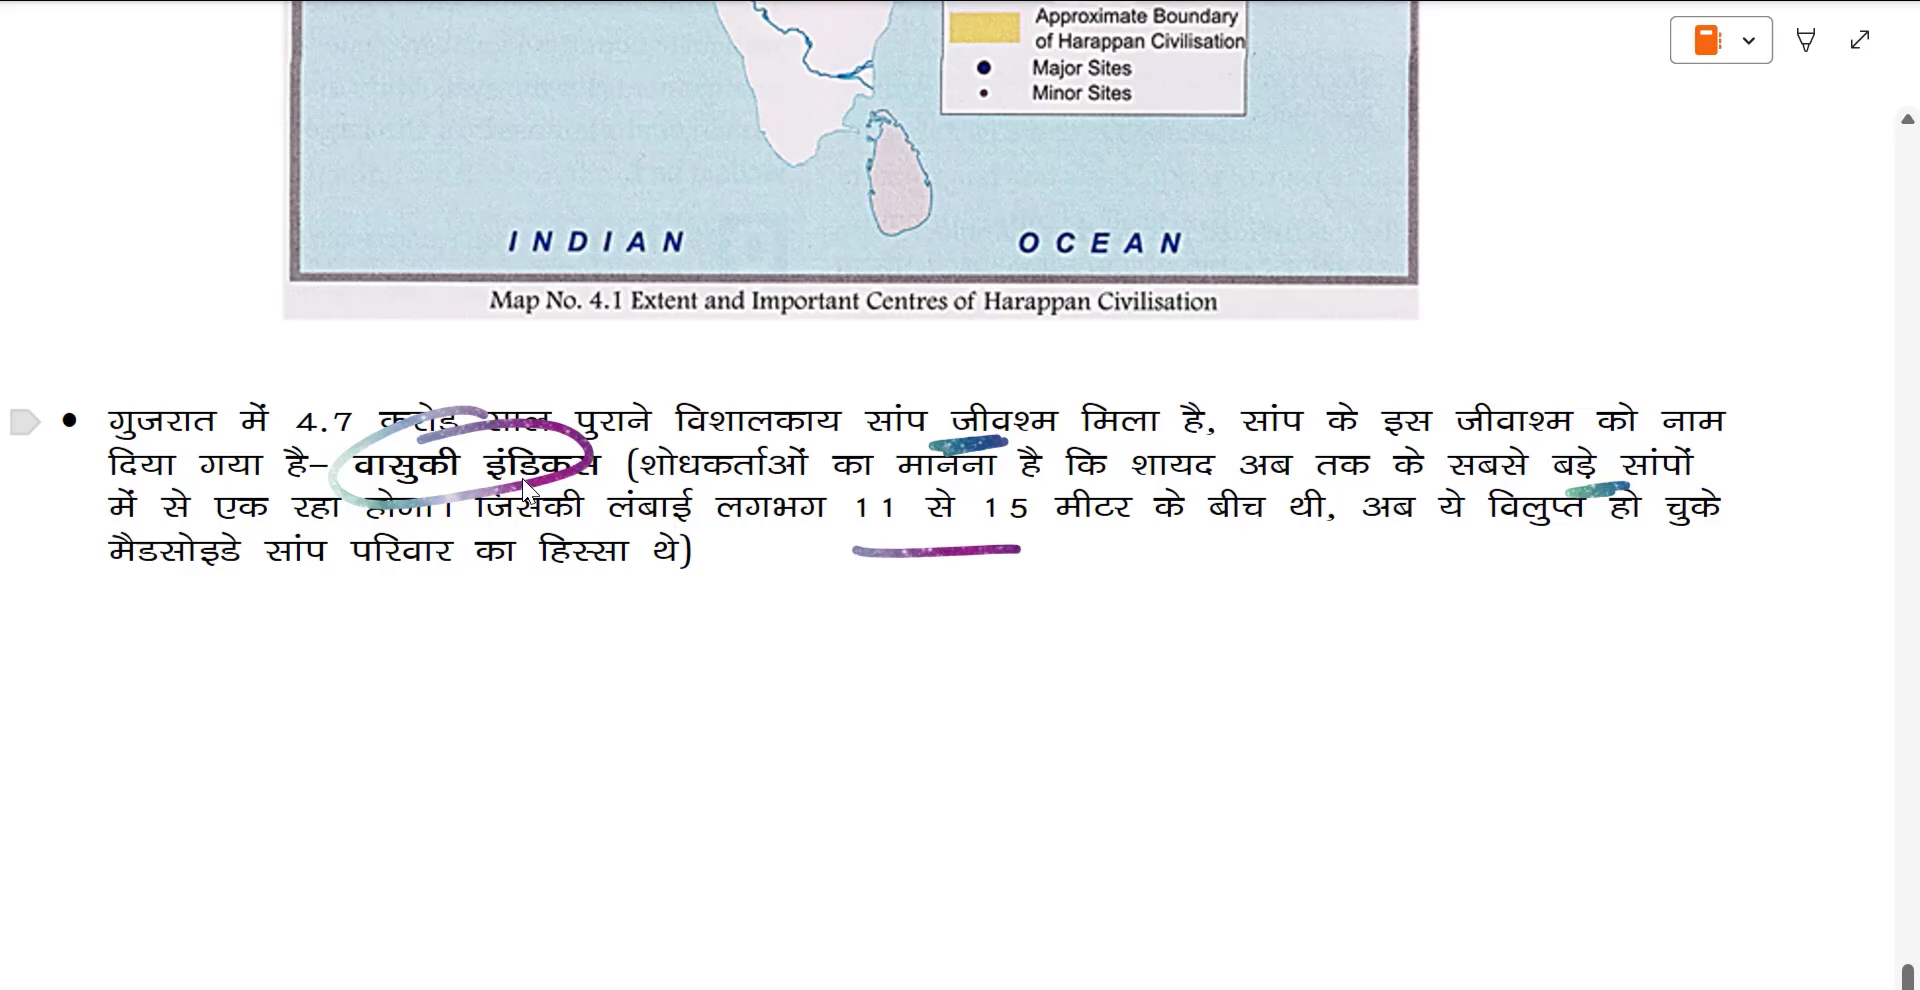 Approximate Boundary
of Harappan Civilisation
Major Sites
Minor Sites
INDIAN OCEAN
Map No. 4.1 Extent and Important Centres of Harappan Civilisation
• गुजरात में 4.7 करोड़ साल पुराने विशालकाय सांप जीवश्म मिला है, सांप के इस जीवाश्म को नाम
दिया गया है– वासुकी इंडिकस (शोधकर्ताओं का मानना है कि शायद अब तक के सबसे बड़े सांपों
में से एक रहा होगा। जिसकी लंबाई लगभग 11 से 15 मीटर के बीच थी, अब ये विलुप्त हो चुके
मैडसोइडे सांप परिवार का हिस्सा थे)